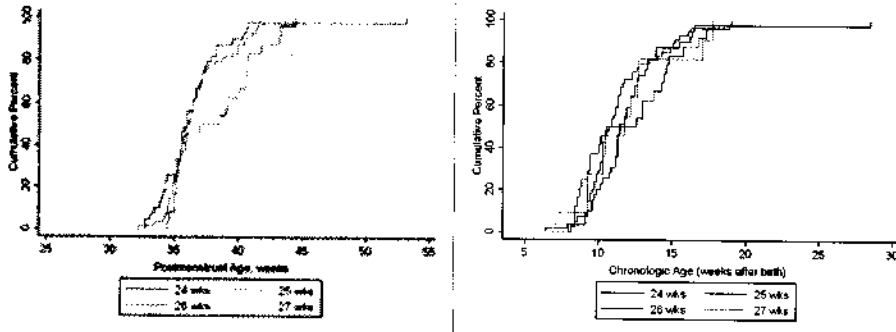 100
80
60
40
20
0
Cumulative Percent
25 30 35 40 45 50 55
Postmenstrual Age, weeks
24 wks 25 wks
26 wks 27 wks
100
80
60
40
20
0
Cumulative Percent
5 10 15 20 25 30
Chronologic Age (weeks after birth)
24 wks 25 wks
26 wks 27 wks